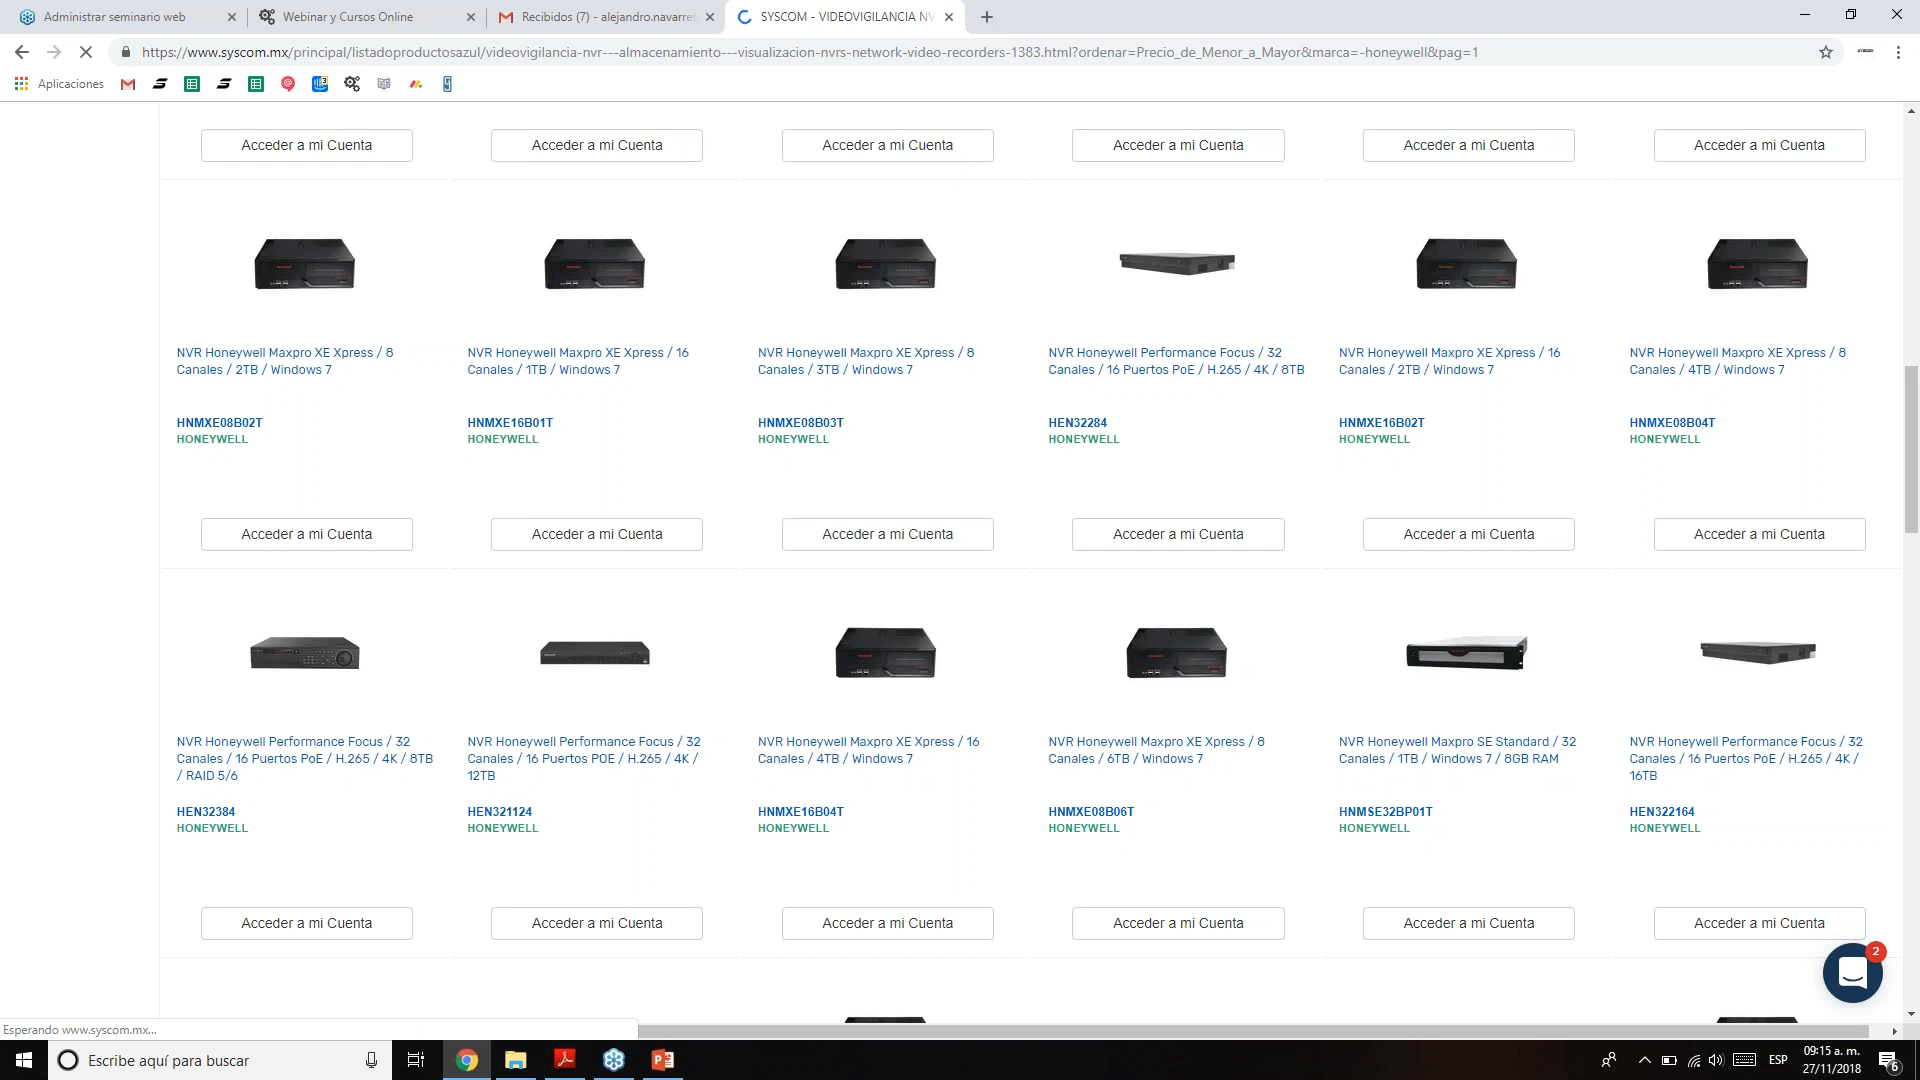 Administrar seminario web
Webinar y Cursos Online
Recibidos (7) - alejandro.navarre
SYSCOM - VIDEOVIGILANCIA NV
https://www.syscom.mx/principal/listadoproductosazul/videovigilancia-nvr---almacenamiento---visualizacion-nvrs-network-video-recorders-1383.html?ordenar=Precio_de_Menor_a_Mayor&marca=-honeywell&pag=1
Aplicaciones
Acceder a mi Cuenta
Acceder a mi Cuenta
Acceder a mi Cuenta
Acceder a mi Cuenta
Acceder a mi Cuenta
Acceder a mi Cuenta
NVR Honeywell Maxpro XE Xpress / 8
Canales / 2TB / Windows 7
HNMXE08B02T
HONEYWELL
Acceder a mi Cuenta
NVR Honeywell Maxpro XE Xpress / 16
Canales / 1TB / Windows 7
HNMXE16B01T
HONEYWELL
Acceder a mi Cuenta
NVR Honeywell Maxpro XE Xpress / 8
Canales / 3TB / Windows 7
HNMXE08B03T
HONEYWELL
Acceder a mi Cuenta
NVR Honeywell Performance Focus / 32
Canales / 16 Puertos PoE / H.265 / 4K / 8TB
HEN32284
HONEYWELL
Acceder a mi Cuenta
NVR Honeywell Maxpro XE Xpress / 16
Canales / 2TB / Windows 7
HNMXE16B02T
HONEYWELL
Acceder a mi Cuenta
NVR Honeywell Maxpro XE Xpress / 8
Canales / 4TB / Windows 7
HNMXE08B04T
HONEYWELL
Acceder a mi Cuenta
NVR Honeywell Performance Focus / 32
Canales / 16 Puertos PoE / H.265 / 4K / 8TB
/ RAID 5/6
HEN32384
HONEYWELL
Acceder a mi Cuenta
NVR Honeywell Performance Focus / 32
Canales / 16 Puertos POE / H.265 / 4K /
12TB
HEN321124
HONEYWELL
Acceder a mi Cuenta
NVR Honeywell Maxpro XE Xpress / 16
Canales / 4TB / Windows 7
HNMXE16B04T
HONEYWELL
Acceder a mi Cuenta
NVR Honeywell Maxpro XE Xpress / 8
Canales / 6TB / Windows 7
HNMXE08B06T
HONEYWELL
Acceder a mi Cuenta
NVR Honeywell Maxpro SE Standard / 32
Canales / 1TB / Windows 7 / 8GB RAM
HNMSE32BP01T
HONEYWELL
Acceder a mi Cuenta
NVR Honeywell Performance Focus / 32
Canales / 16 Puertos PoE / H.265 / 4K /
16TB
HEN322164
HONEYWELL
Acceder a mi Cuenta
2
Esperando www.syscom.mx...
Escribe aquí para buscar
ESP
09:15 a. m.
27/11/2018
6